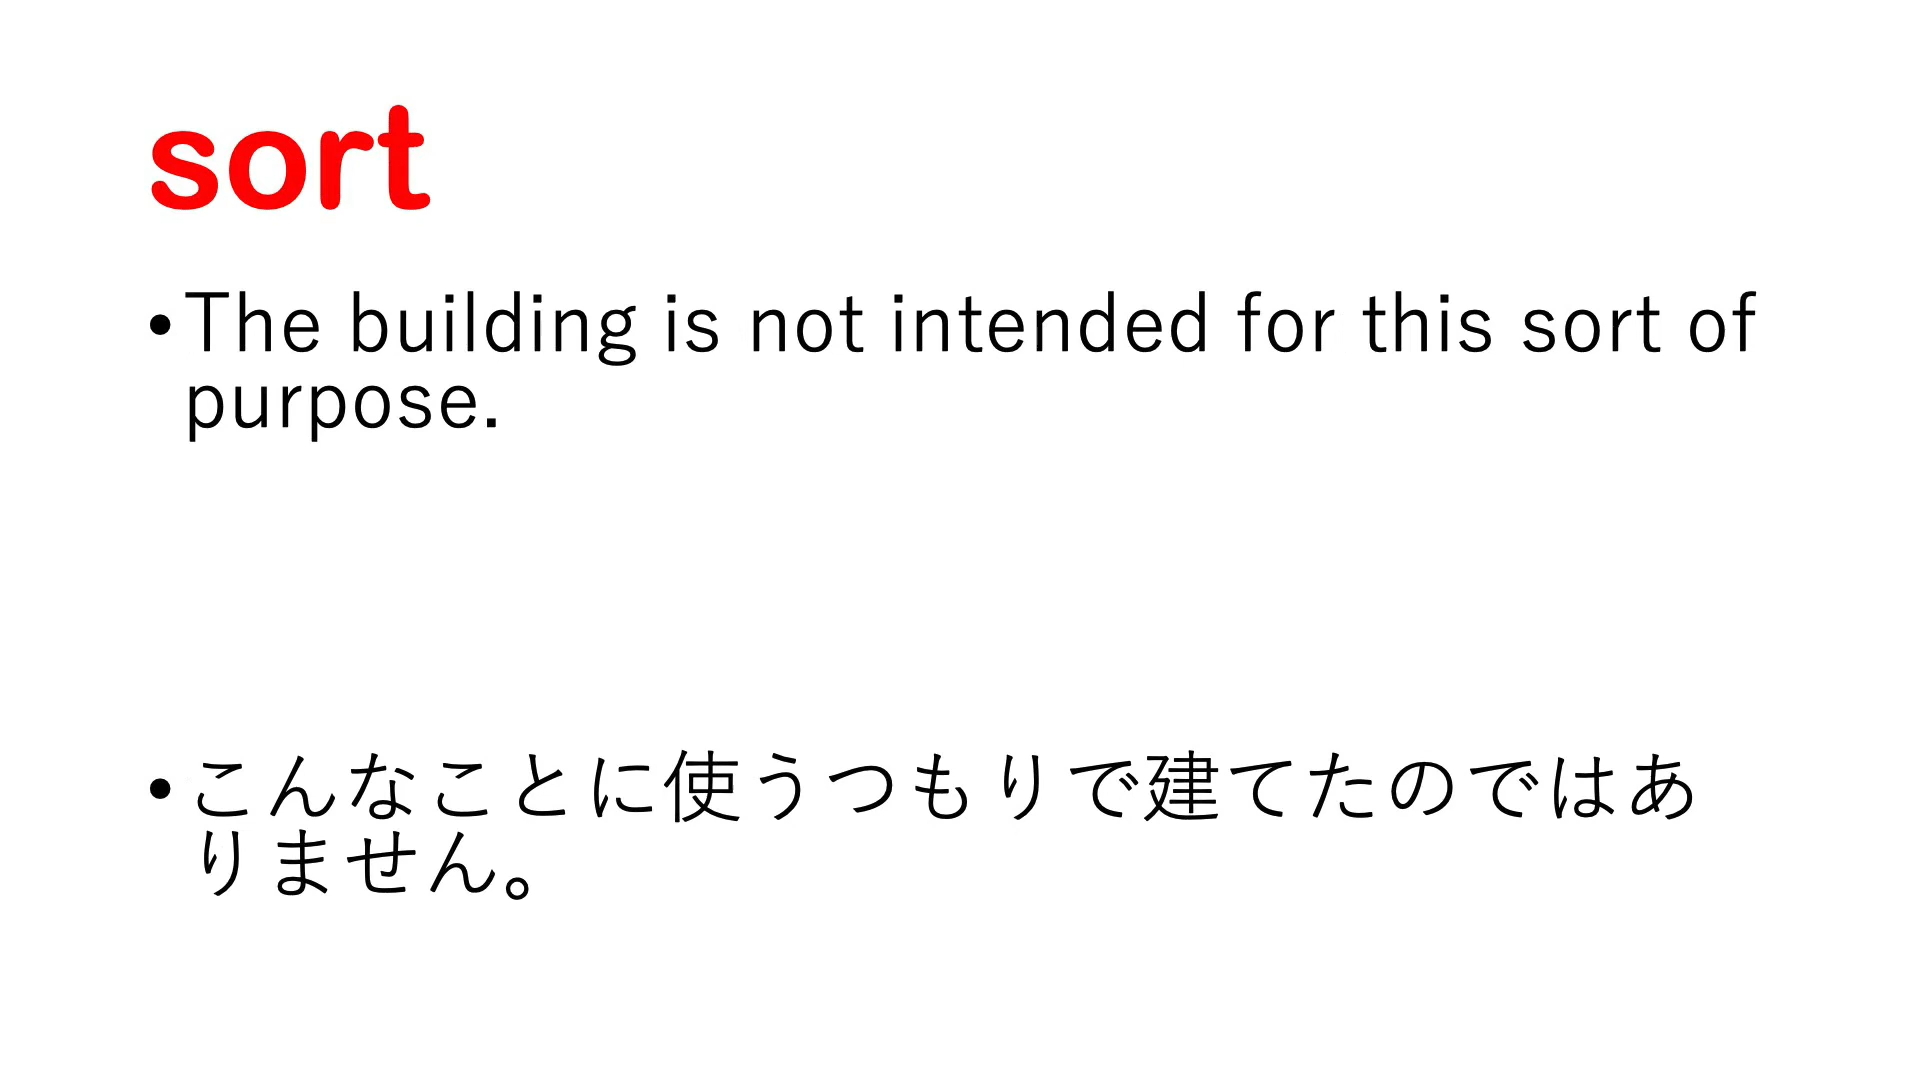 sort
•The building is not intended for this sort of
purpose.
•こんなことに使うつもりで建てたのではあ
りません。